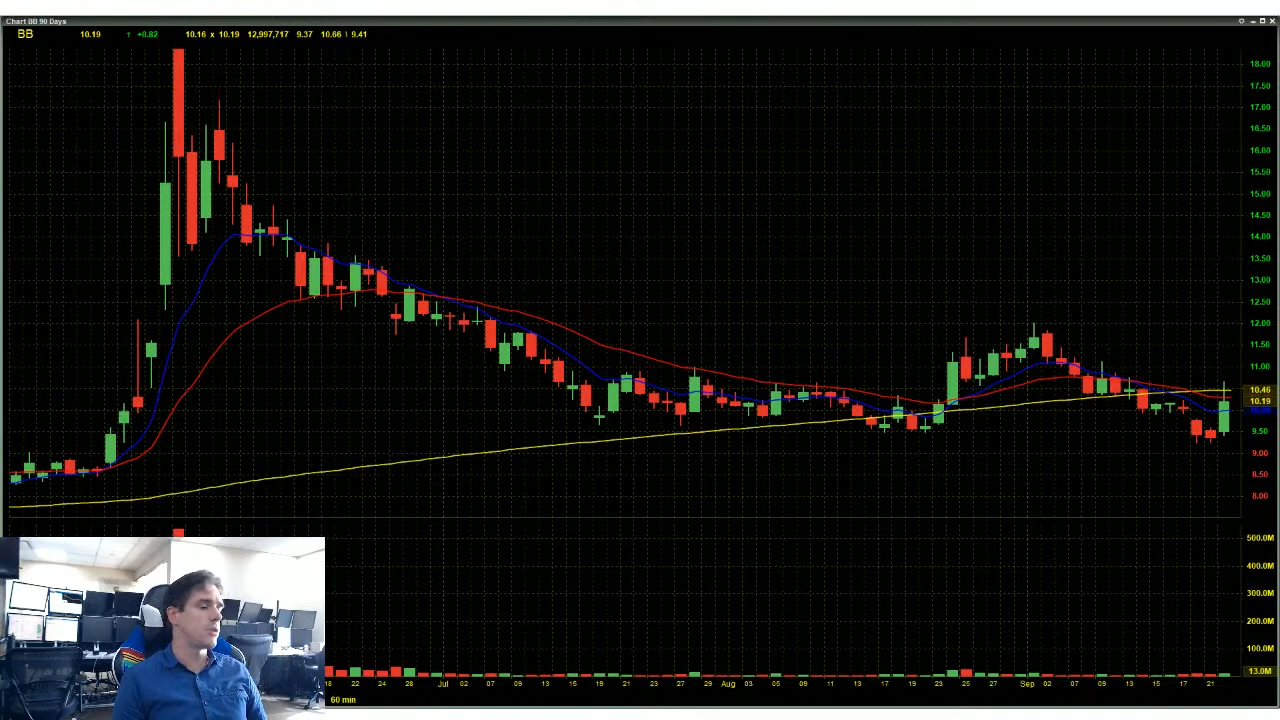 Chart BB 90 Days
BB 10.19 ↑ +0.82 10.16 x 10.19 12,997,717 9.37 10.66 \ 9.41
18.00
17.50
17.00
16.50
16.00
15.50
15.00
14.50
14.00
13.50
13.00
12.50
12.00
11.50
11.00
10.46
10.19
9.50
9.00
8.50
8.00
500.0M
400.0M
300.0M
200.0M
100.0M
13.0M
18 22 24 28 Jul 02 07 09 13 15 19 21 23 27 29 Aug 03 05 09 11 13 17 19 23 25 27 Sep 02 07 09 13 15 17 21
60 min